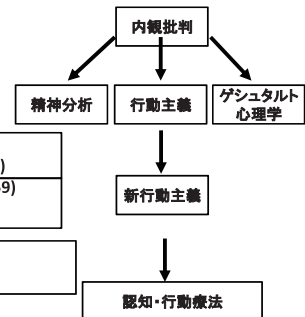 内観批判
精神分析
行動主義
ゲシュタルト
心理学
)
9)
新行動主義
認知・行動療法